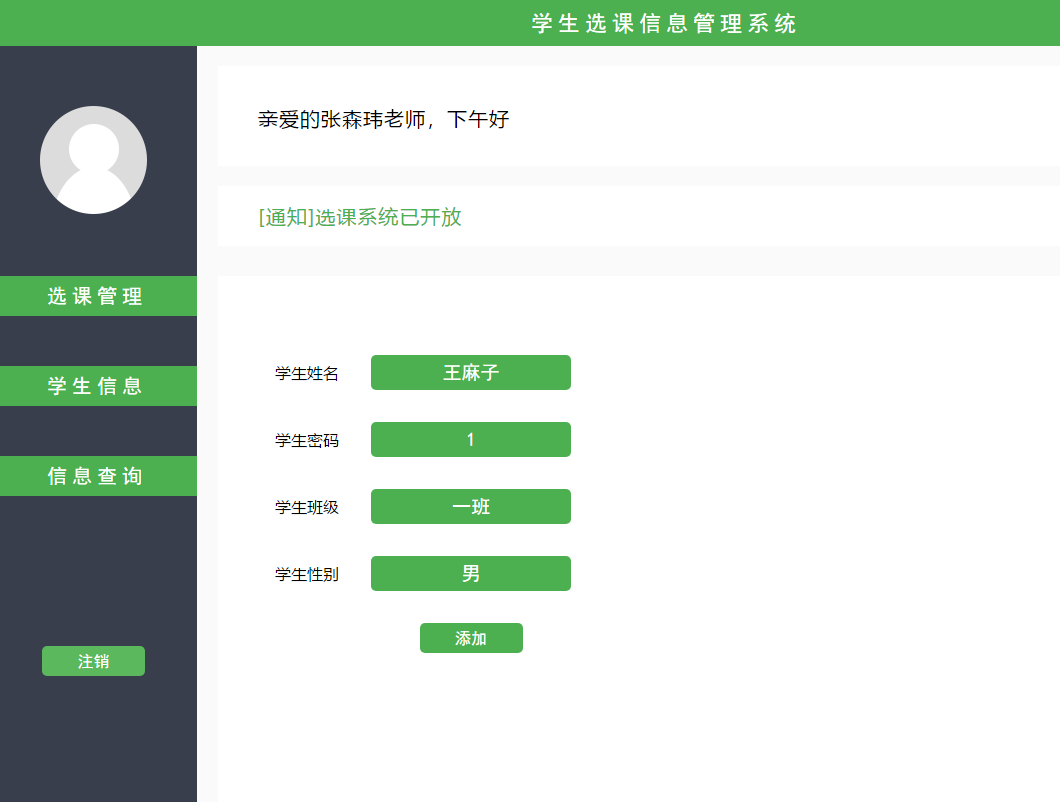 学生选课信息管理系统
亲爱的张森玮老师，下午好
[通知]选课系统已开放
选课管理
学生信息
信息查询
注销
学生姓名 王麻子
学生密码 1
学生班级 一班
学生性别 男
添加